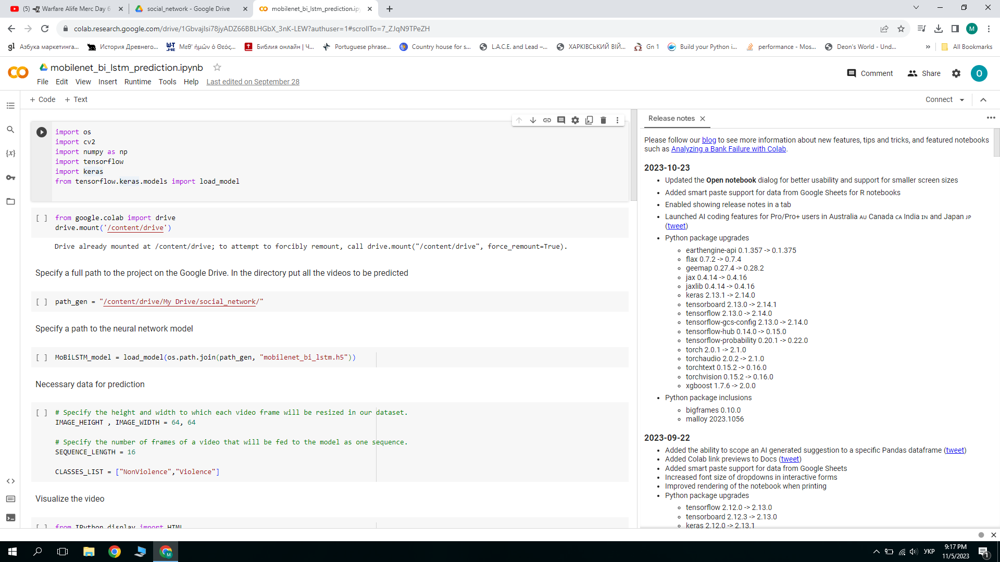 (5) Warfare Alife Merc Day 6
social_network - Google Drive
mobilenet_bi_lstm_prediction.ip
colab.research.google.com/drive/1GbvajIsi78jyADZ66BBLHGbX_3nK-LEW?authuser=1#scrollTo=7_ZJqN9TPeZH
M
Азбука маркетинга...
История Древнего...
Μεθ' ἡμῶν ὁ Θεός...
Библия онлайн | Ч...
Portuguese phrase...
Country house for s...
L.A.C.E. and Lead –...
ХАРКІВСЬКИЙ ВІЙ...
Gn 1
Build your Python i...
performance - Mos...
Deon's World - Und...
»
All Bookmarks
mobilenet_bi_lstm_prediction.ipynb
File Edit View Insert Runtime Tools Help Last edited on September 28
Comment
Share
O
+ Code + Text
Connect
import os
import cv2
import numpy as np
import tensorflow
import keras
from tensorflow.keras.models import load_model
[ ] from google.colab import drive
drive.mount('/content/drive')
Drive already mounted at /content/drive; to attempt to forcibly remount, call drive.mount("/content/drive", force_remount=True).
Specify a full path to the project on the Google Drive. In the directory put all the videos to be predicted
[ ] path_gen = "/content/drive/My Drive/social_network/"
Specify a path to the neural network model
[ ] MoBiLSTM_model = load_model(os.path.join(path_gen, "mobilenet_bi_lstm.h5"))
Necessary data for prediction
[ ] # Specify the height and width to which each video frame will be resized in our dataset.
IMAGE_HEIGHT , IMAGE_WIDTH = 64, 64
# Specify the number of frames of a video that will be fed to the model as one sequence.
SEQUENCE_LENGTH = 16
CLASSES_LIST = ["NonViolence","Violence"]
Visualize the video
[ ] from IPython.display import HTML
Release notes
Please follow our blog to see more information about new features, tips and tricks, and featured notebooks
such as Analyzing a Bank Failure with Colab.
2023-10-23
• Updated the Open notebook dialog for better usability and support for smaller screen sizes
• Added smart paste support for data from Google Sheets for R notebooks
• Enabled showing release notes in a tab
• Launched AI coding features for Pro/Pro+ users in Australia AU Canada CA India IN and Japan JP
(tweet)
• Python package upgrades
◦ earthengine-api 0.1.357 -> 0.1.375
◦ flax 0.7.2 -> 0.7.4
◦ geemap 0.27.4 -> 0.28.2
◦ jax 0.4.14 -> 0.4.16
◦ jaxlib 0.4.14 -> 0.4.16
◦ keras 2.13.1 -> 2.14.0
◦ tensorboard 2.13.0 -> 2.14.1
◦ tensorflow 2.13.0 -> 2.14.0
◦ tensorflow-gcs-config 2.13.0 -> 2.14.0
◦ tensorflow-hub 0.14.0 -> 0.15.0
◦ tensorflow-probability 0.20.1 -> 0.22.0
◦ torch 2.0.1 -> 2.1.0
◦ torchaudio 2.0.2 -> 2.1.0
◦ torchtext 0.15.2 -> 0.16.0
◦ torchvision 0.15.2 -> 0.16.0
◦ xgboost 1.7.6 -> 2.0.0
• Python package inclusions
◦ bigframes 0.10.0
◦ malloy 2023.1056
2023-09-22
• Added the ability to scope an AI generated suggestion to a specific Pandas dataframe (tweet)
• Added Colab link previews to Docs (tweet)
• Added smart paste support for data from Google Sheets
• Increased font size of dropdowns in interactive forms
• Improved rendering of the notebook when printing
• Python package upgrades
◦ tensorflow 2.12.0 -> 2.13.0
◦ tensorboard 2.12.3 -> 2.13.0
◦ keras 2.12.0 -> 2.13.1
УКР
9:17 PM
11/5/2023
1